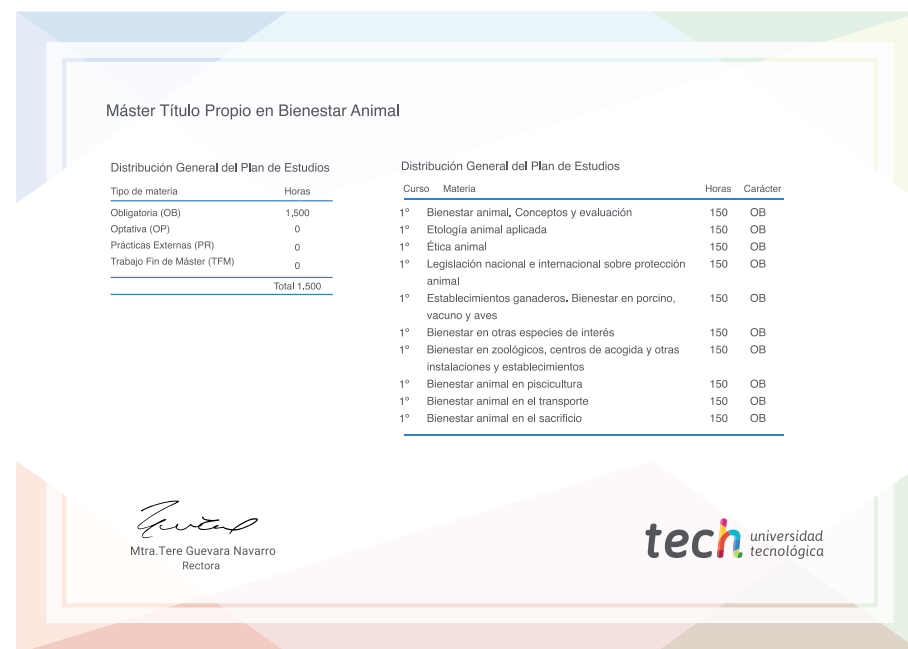 Máster Título Propio en Bienestar Animal
Distribución General del Plan de Estudios
Tipo de materia Horas
Obligatoria (OB) 1,500
Optativa (OP) 0
Prácticas Externas (PR) 0
Trabajo Fin de Máster (TFM) 0
Total 1,500
Distribución General del Plan de Estudios
Curso Materia Horas Carácter
1º Bienestar animal. Conceptos y evaluación 150 OB
1º Etología animal aplicada 150 OB
1º Ética animal 150 OB
1º Legislación nacional e internacional sobre protección 150 OB
animal
1º Establecimientos ganaderos. Bienestar en porcino, 150 OB
vacuno y aves
1º Bienestar en otras especies de interés 150 OB
1º Bienestar en zoológicos, centros de acogida y otras 150 OB
instalaciones y establecimientos
1º Bienestar animal en piscicultura 150 OB
1º Bienestar animal en el transporte 150 OB
1º Bienestar animal en el sacrificio 150 OB
Mtra.Tere Guevara Navarro
Rectora
tech universidad
tecnológica